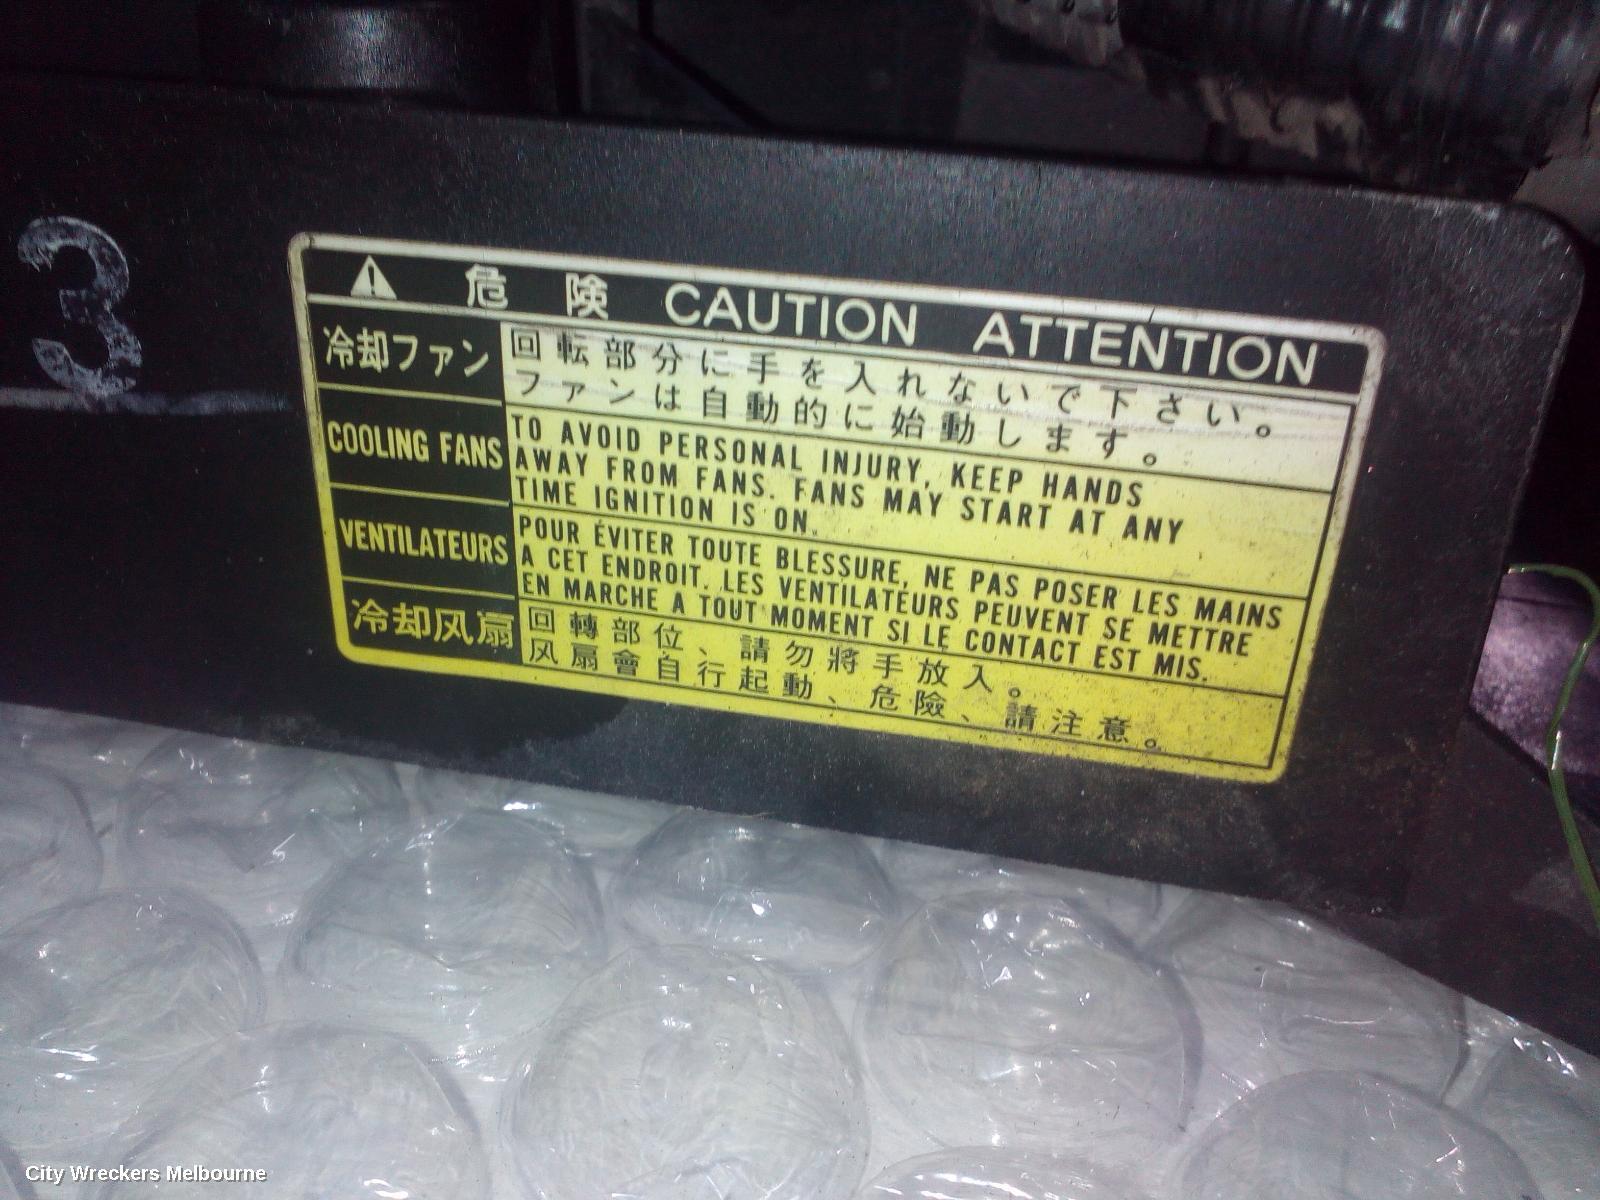 3
危険 CAUTION ATTENTION
冷却ファン
回転部分に手を入れないで下さい。
ファンは自動的に始動します。
COOLING FANS
TO AVOID PERSONAL INJURY, KEEP HANDS
AWAY FROM FANS. FANS MAY START AT ANY
TIME IGNITION IS ON.
VENTILATEURS
POUR ÉVITER TOUTE BLESSURE, NE PAS POSER LES MAINS
A CET ENDROIT. LES VENTILATEURS PEUVENT SE METTRE
EN MARCHE A TOUT MOMENT SI LE CONTACT EST MIS.
冷却风扇
回轉部位、請勿將手放入。
风扇會自行起動、危險、請注意。
City Wreckers Melbourne